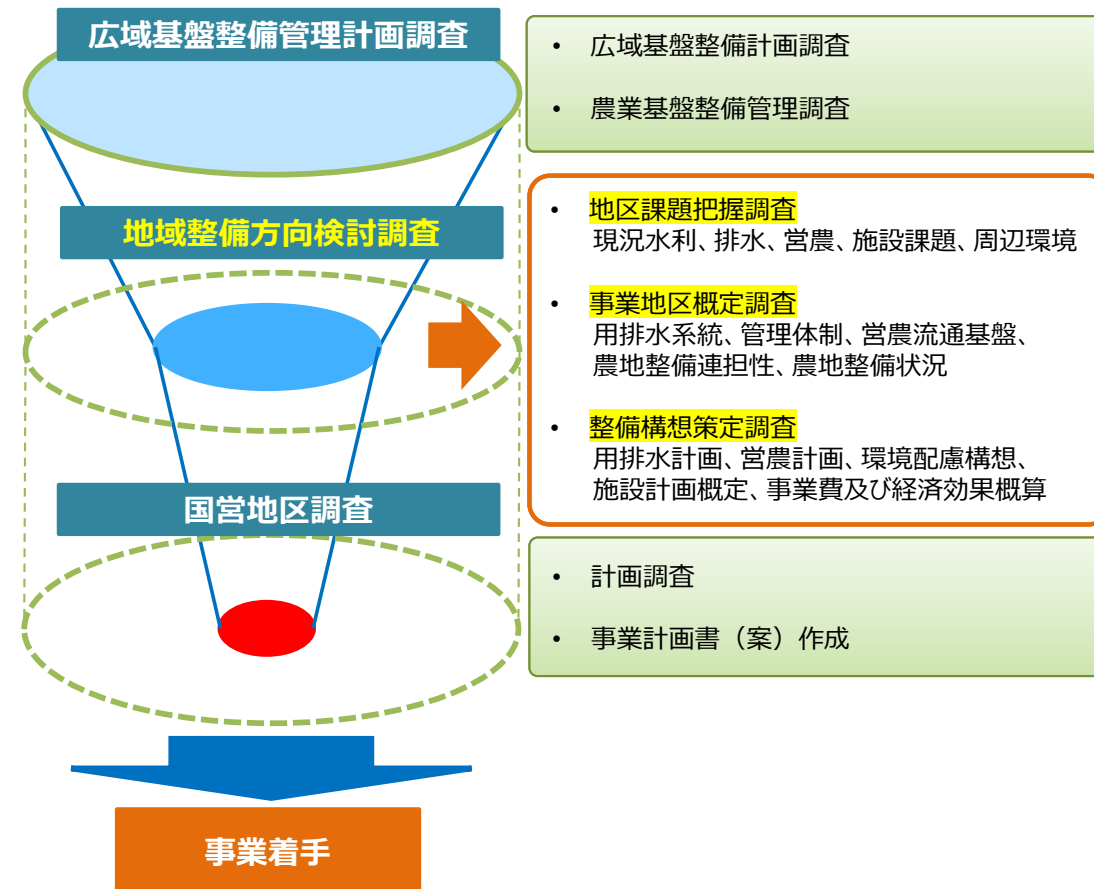 広域基盤整備管理計画調査
• 広域基盤整備計画調査
• 農業基盤整備管理調査
地域整備方向検討調査
• 地区課題把握調査
現況水利、排水、営農、施設課題、周辺環境
• 事業地区概定調査
用排水系統、管理体制、営農流通基盤、
農地整備連担性、農地整備状況
• 整備構想策定調査
用排水計画、営農計画、環境配慮構想、
施設計画概定、事業費及び経済効果概算
国営地区調査
• 計画調査
• 事業計画書（案）作成
事業着手